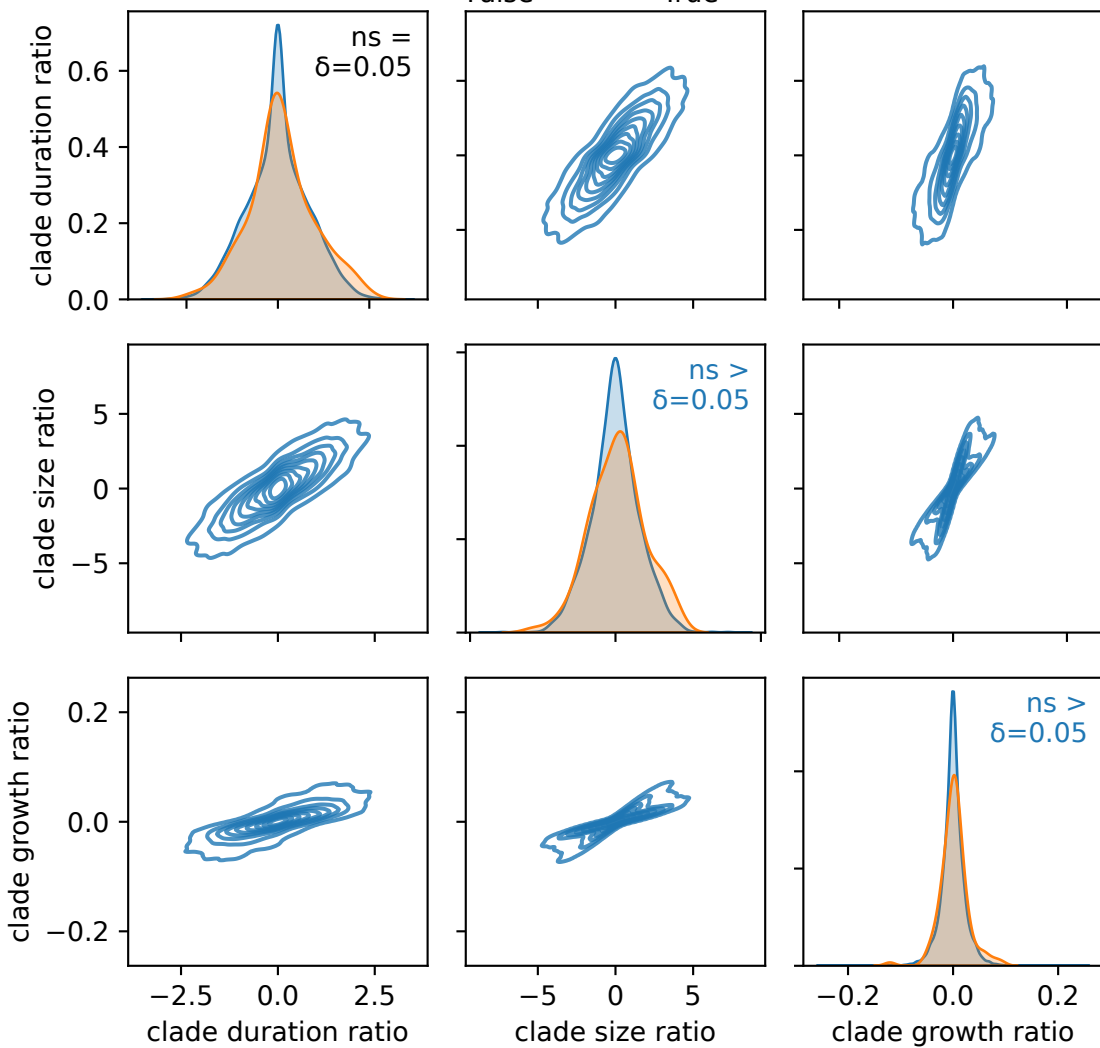 clade duration ratio
0.6
0.4
0.2
0.0
ns =
δ=0.05
clade size ratio
5
0
−5
ns >
δ=0.05
clade growth ratio
0.2
0.0
−0.2
ns >
δ=0.05
−2.5 0.0 2.5
−5 0 5
−0.2 0.0 0.2
clade duration ratio
clade size ratio
clade growth ratio